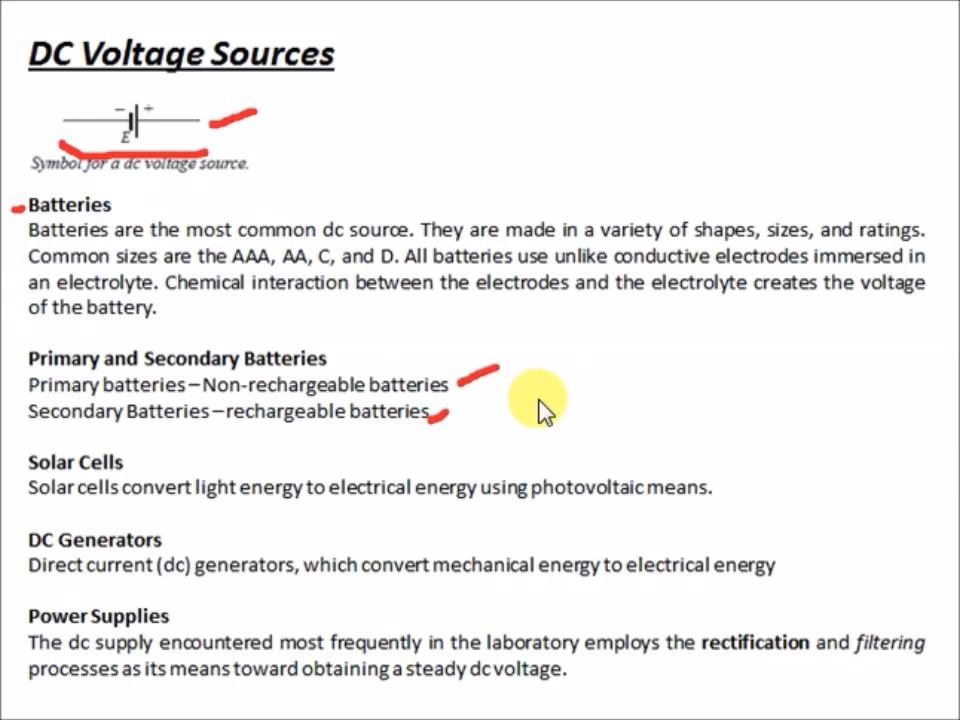 DC Voltage Sources
− +
E
Symbol for a dc voltage source.
Batteries
Batteries are the most common dc source. They are made in a variety of shapes, sizes, and ratings.
Common sizes are the AAA, AA, C, and D. All batteries use unlike conductive electrodes immersed in
an electrolyte. Chemical interaction between the electrodes and the electrolyte creates the voltage
of the battery.
Primary and Secondary Batteries
Primary batteries – Non-rechargeable batteries
Secondary Batteries – rechargeable batteries
Solar Cells
Solar cells convert light energy to electrical energy using photovoltaic means.
DC Generators
Direct current (dc) generators, which convert mechanical energy to electrical energy
Power Supplies
The dc supply encountered most frequently in the laboratory employs the rectification and filtering
processes as its means toward obtaining a steady dc voltage.